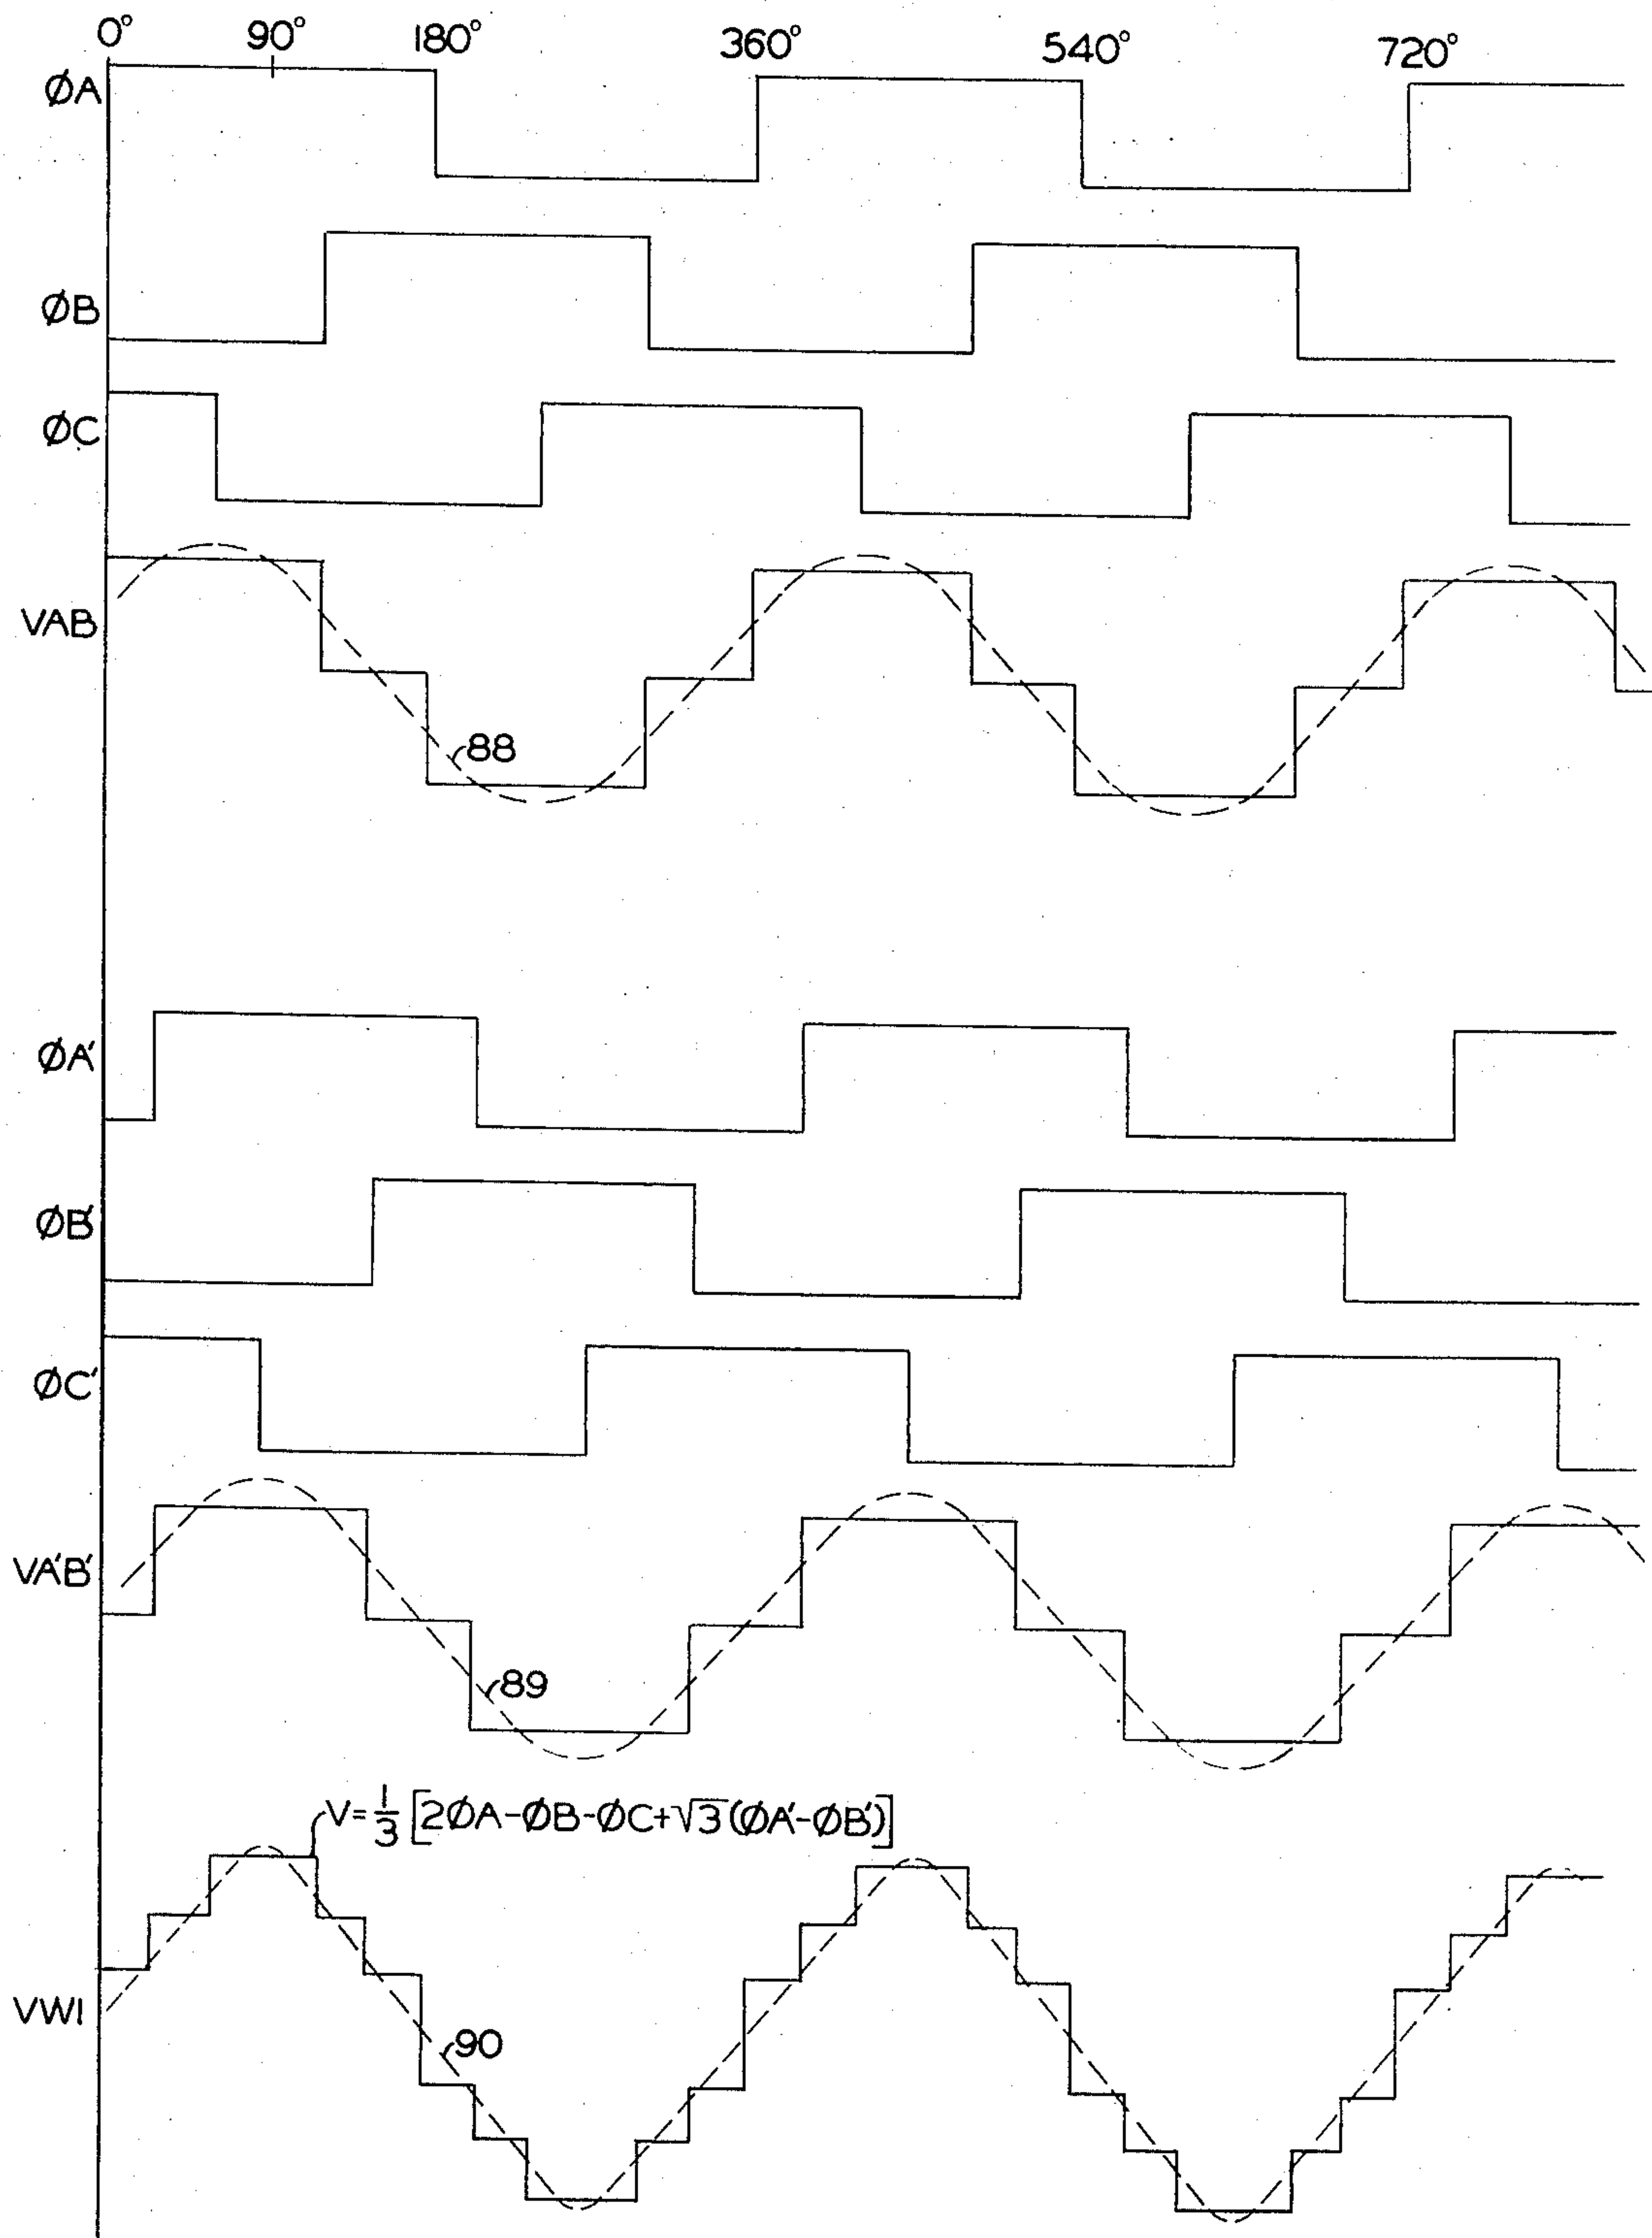 0° 90° 180° 360° 540° 720°
ØA
ØB
ØC
VAB
88
ØA'
ØB'
ØC'
VA'B'
89
V=1/3[2ØA-ØB-ØC+√3(ØA'-ØB')]
VW1
90